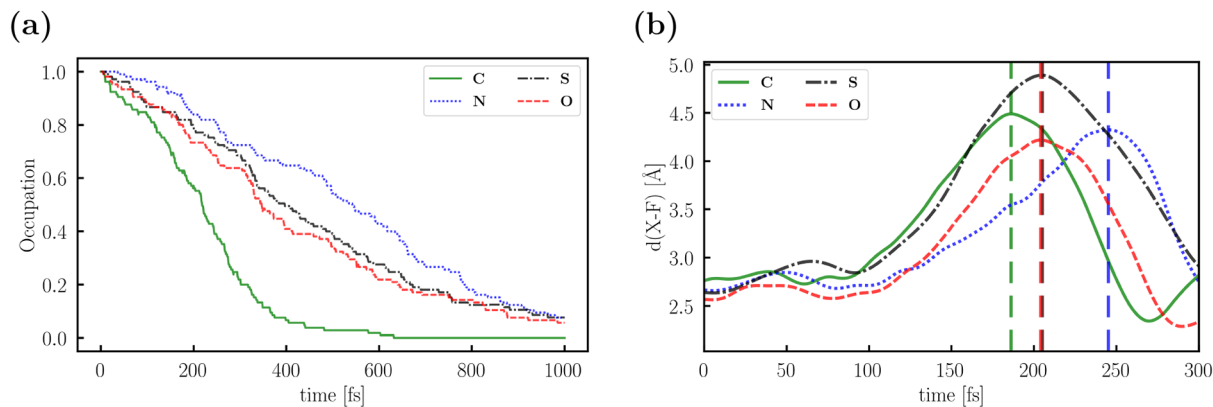 (a)
Occupation
1.0
0.8
0.6
0.4
0.2
0.0
C
S
N
O
0
200
400
600
800
1000
time [fs]
(b)
d(X-F) [Å]
5.0
4.5
4.0
3.5
3.0
2.5
C
S
N
O
0
50
100
150
200
250
300
time [fs]